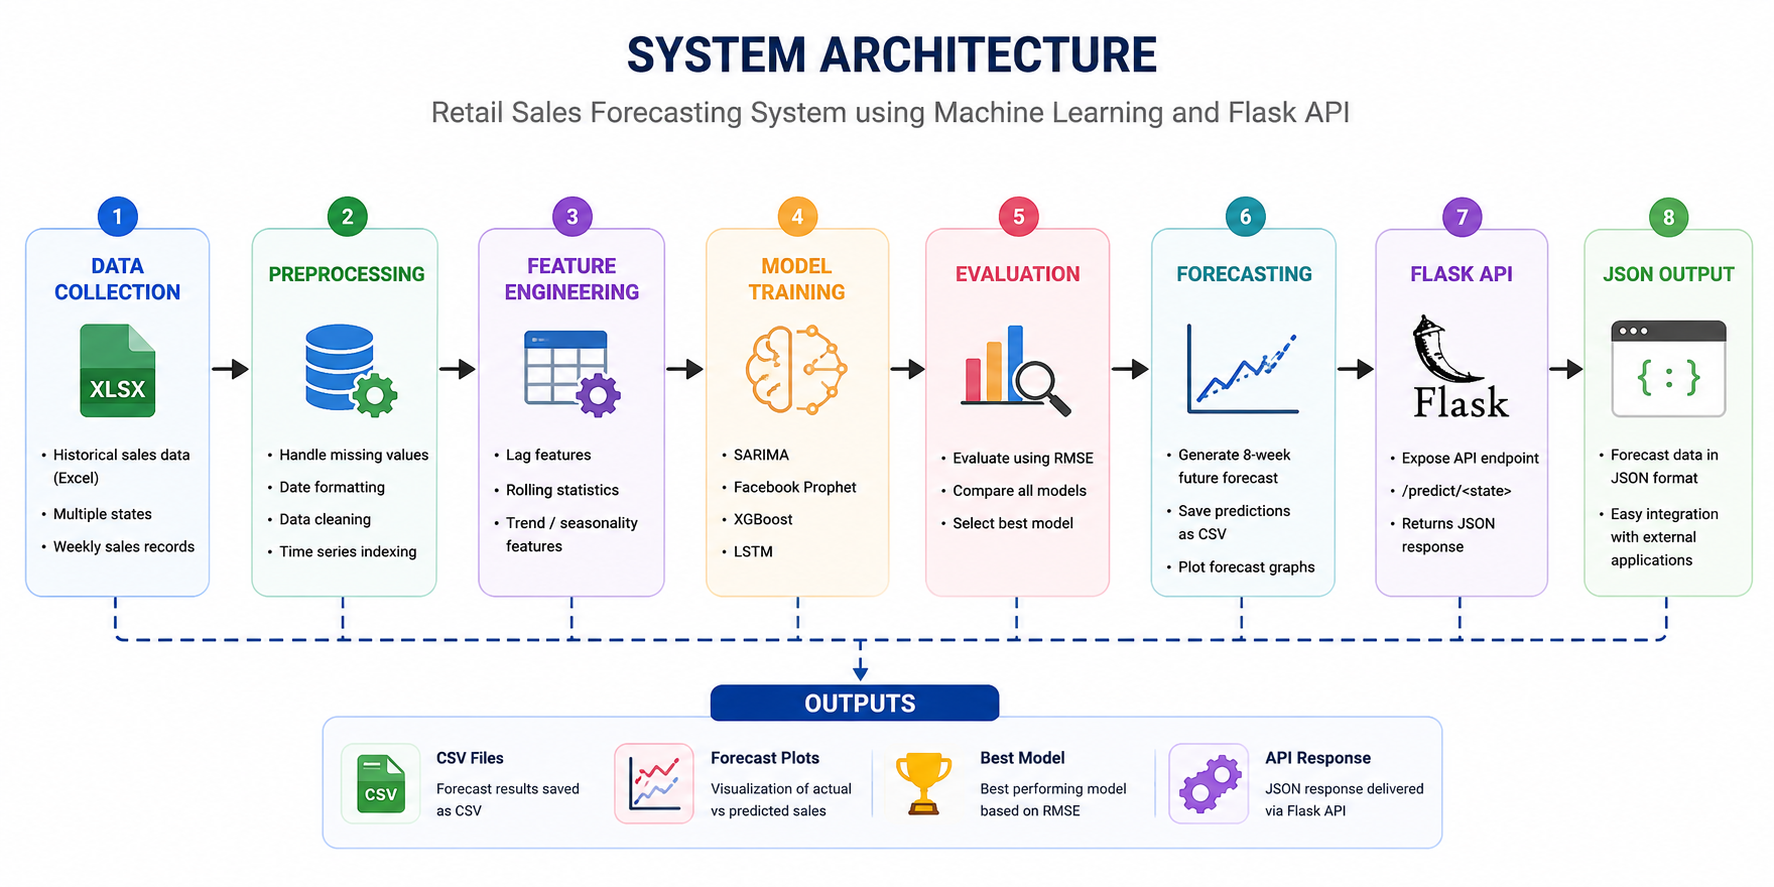 SYSTEM ARCHITECTURE
Retail Sales Forecasting System using Machine Learning and Flask API
1
DATA
COLLECTION
XLSX
• Historical sales data
(Excel)
• Multiple states
• Weekly sales records
2
PREPROCESSING
• Handle missing values
• Date formatting
• Data cleaning
• Time series indexing
3
FEATURE
ENGINEERING
• Lag features
• Rolling statistics
• Trend / seasonality
features
4
MODEL
TRAINING
• SARIMA
• Facebook Prophet
• XGBoost
• LSTM
5
EVALUATION
• Evaluate using RMSE
• Compare all models
• Select best model
6
FORECASTING
• Generate 8-week
future forecast
• Save predictions
as CSV
• Plot forecast graphs
7
FLASK API
Flask
• Expose API endpoint
• /predict/<state>
• Returns JSON
response
8
JSON OUTPUT
{:}
• Forecast data in
JSON format
• Easy integration
with external
applications
OUTPUTS
CSV
CSV Files
Forecast results saved
as CSV
Forecast Plots
Visualization of actual
vs predicted sales
Best Model
Best performing model
based on RMSE
API Response
JSON response delivered
via Flask API